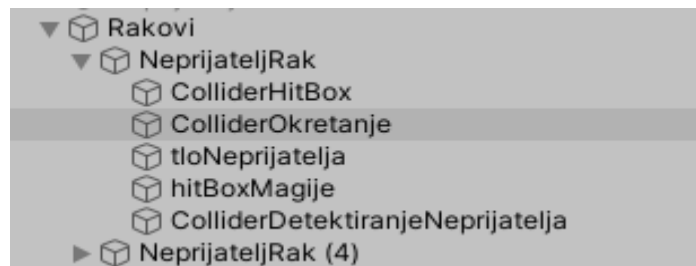 Rakovi
NeprijateljRak
ColliderHitBox
ColliderOkretanje
tloNeprijatelja
hitBoxMagije
ColliderDetektiranjeNeprijatelja
NeprijateljRak (4)